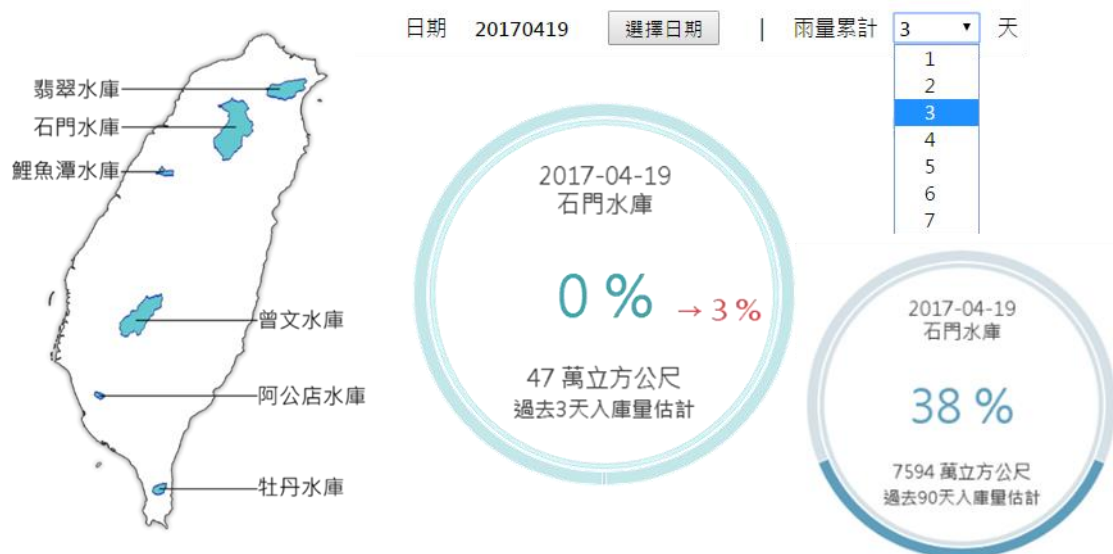 日期 20170419 選擇日期 | 雨量累計 3 天
1
2
3
4
5
6
7
翡翠水庫
石門水庫
鯉魚潭水庫
曾文水庫
阿公店水庫
牡丹水庫
2017-04-19
石門水庫
0 % → 3 %
47 萬立方公尺
過去3天入庫量估計
2017-04-19
石門水庫
38 %
7594 萬立方公尺
過去90天入庫量估計